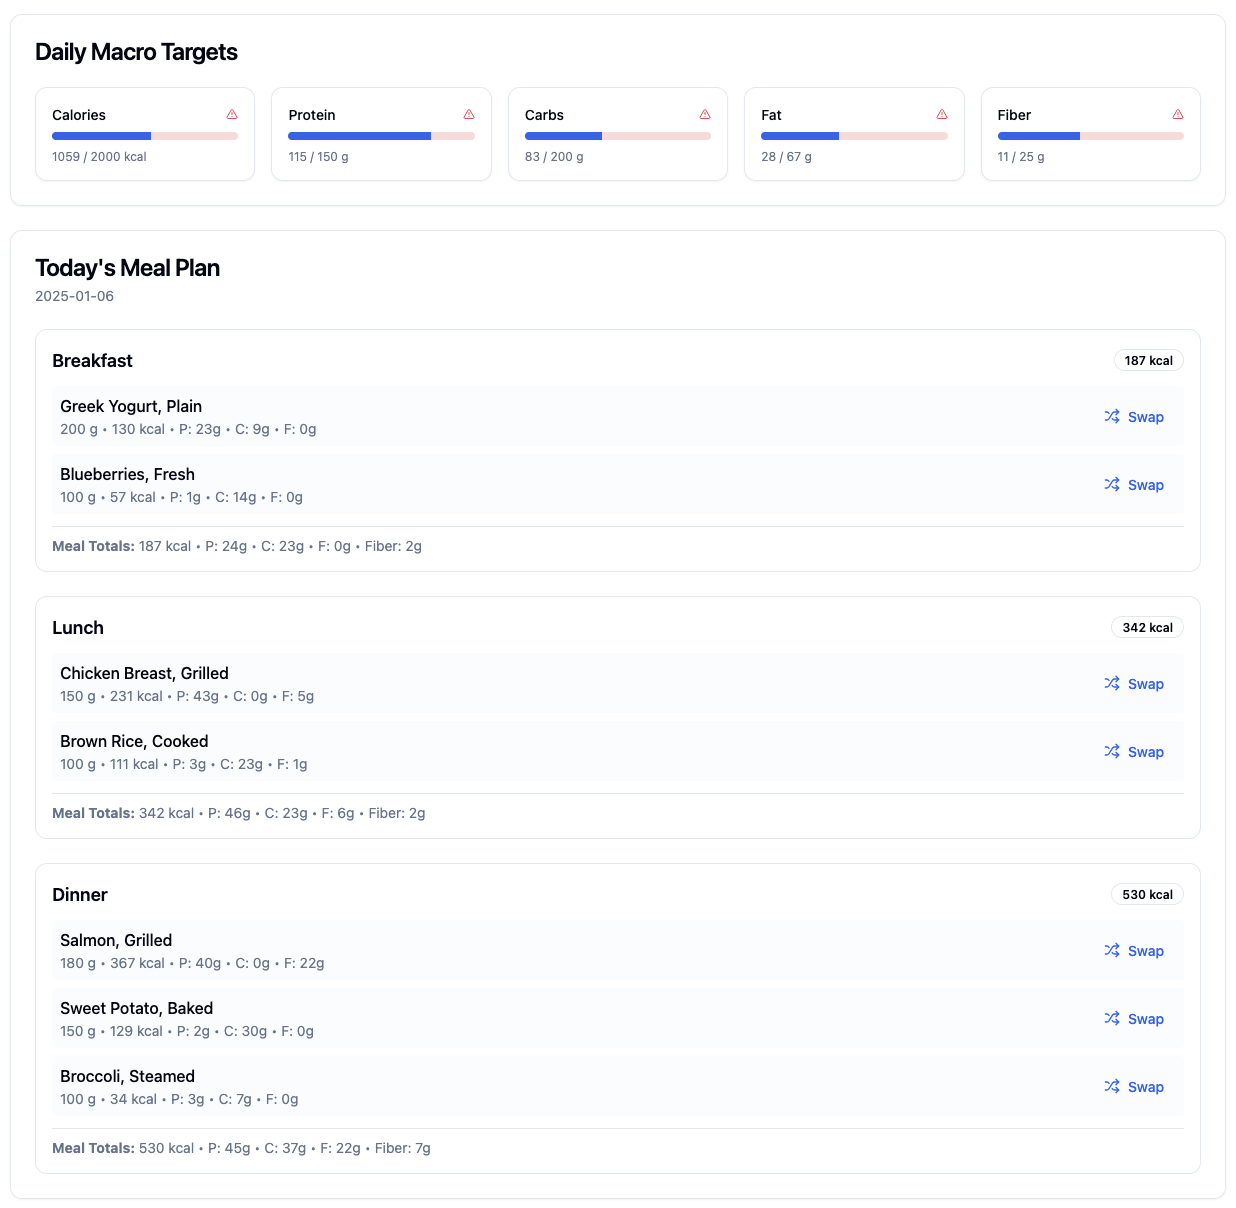 Daily Macro Targets
Calories
1059 / 2000 kcal
Protein
115 / 150 g
Carbs
83 / 200 g
Fat
28 / 67 g
Fiber
11 / 25 g
Today's Meal Plan
2025-01-06
Breakfast
187 kcal
Greek Yogurt, Plain
200 g • 130 kcal • P: 23g • C: 9g • F: 0g
Swap
Blueberries, Fresh
100 g • 57 kcal • P: 1g • C: 14g • F: 0g
Swap
Meal Totals: 187 kcal • P: 24g • C: 23g • F: 0g • Fiber: 2g
Lunch
342 kcal
Chicken Breast, Grilled
150 g • 231 kcal • P: 43g • C: 0g • F: 5g
Swap
Brown Rice, Cooked
100 g • 111 kcal • P: 3g • C: 23g • F: 1g
Swap
Meal Totals: 342 kcal • P: 46g • C: 23g • F: 6g • Fiber: 2g
Dinner
530 kcal
Salmon, Grilled
180 g • 367 kcal • P: 40g • C: 0g • F: 22g
Swap
Sweet Potato, Baked
150 g • 129 kcal • P: 2g • C: 30g • F: 0g
Swap
Broccoli, Steamed
100 g • 34 kcal • P: 3g • C: 7g • F: 0g
Swap
Meal Totals: 530 kcal • P: 45g • C: 37g • F: 22g • Fiber: 7g